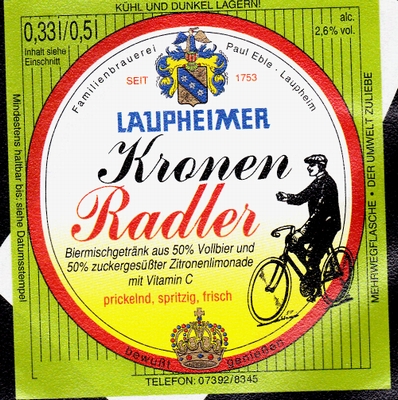 KÜHL UND DUNKEL LAGERN!
0,33l/0,5l
Inhalt siehe
Einschnitt
alc.
2,6% vol.
Familienbrauerei Paul Eble · Laupheim
SEIT 1753
LAUPHEIMER
Kronen
Radler
Biermischgetränk aus 50% Vollbier und
50% zuckergesüßter Zitronenlimonade
mit Vitamin C
prickelnd, spritzig, frisch
bewußt genießen
TELEFON: 07392/8345
Mindestens haltbar bis: siehe Datumsstempel
MEHRWEGFLASCHE · DER UMWELT ZULIEBE